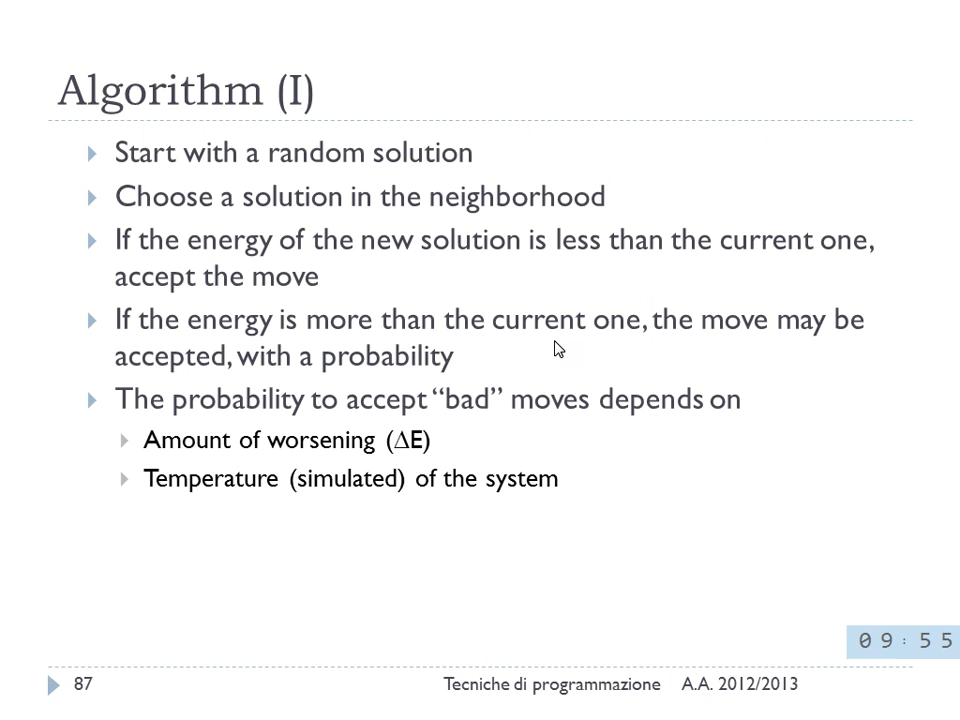 Algorithm (I)
Start with a random solution
Choose a solution in the neighborhood
If the energy of the new solution is less than the current one,
accept the move
If the energy is more than the current one, the move may be
accepted, with a probability
The probability to accept “bad” moves depends on
Amount of worsening (∆E)
Temperature (simulated) of the system
09:55
87 Tecniche di programmazione A.A. 2012/2013